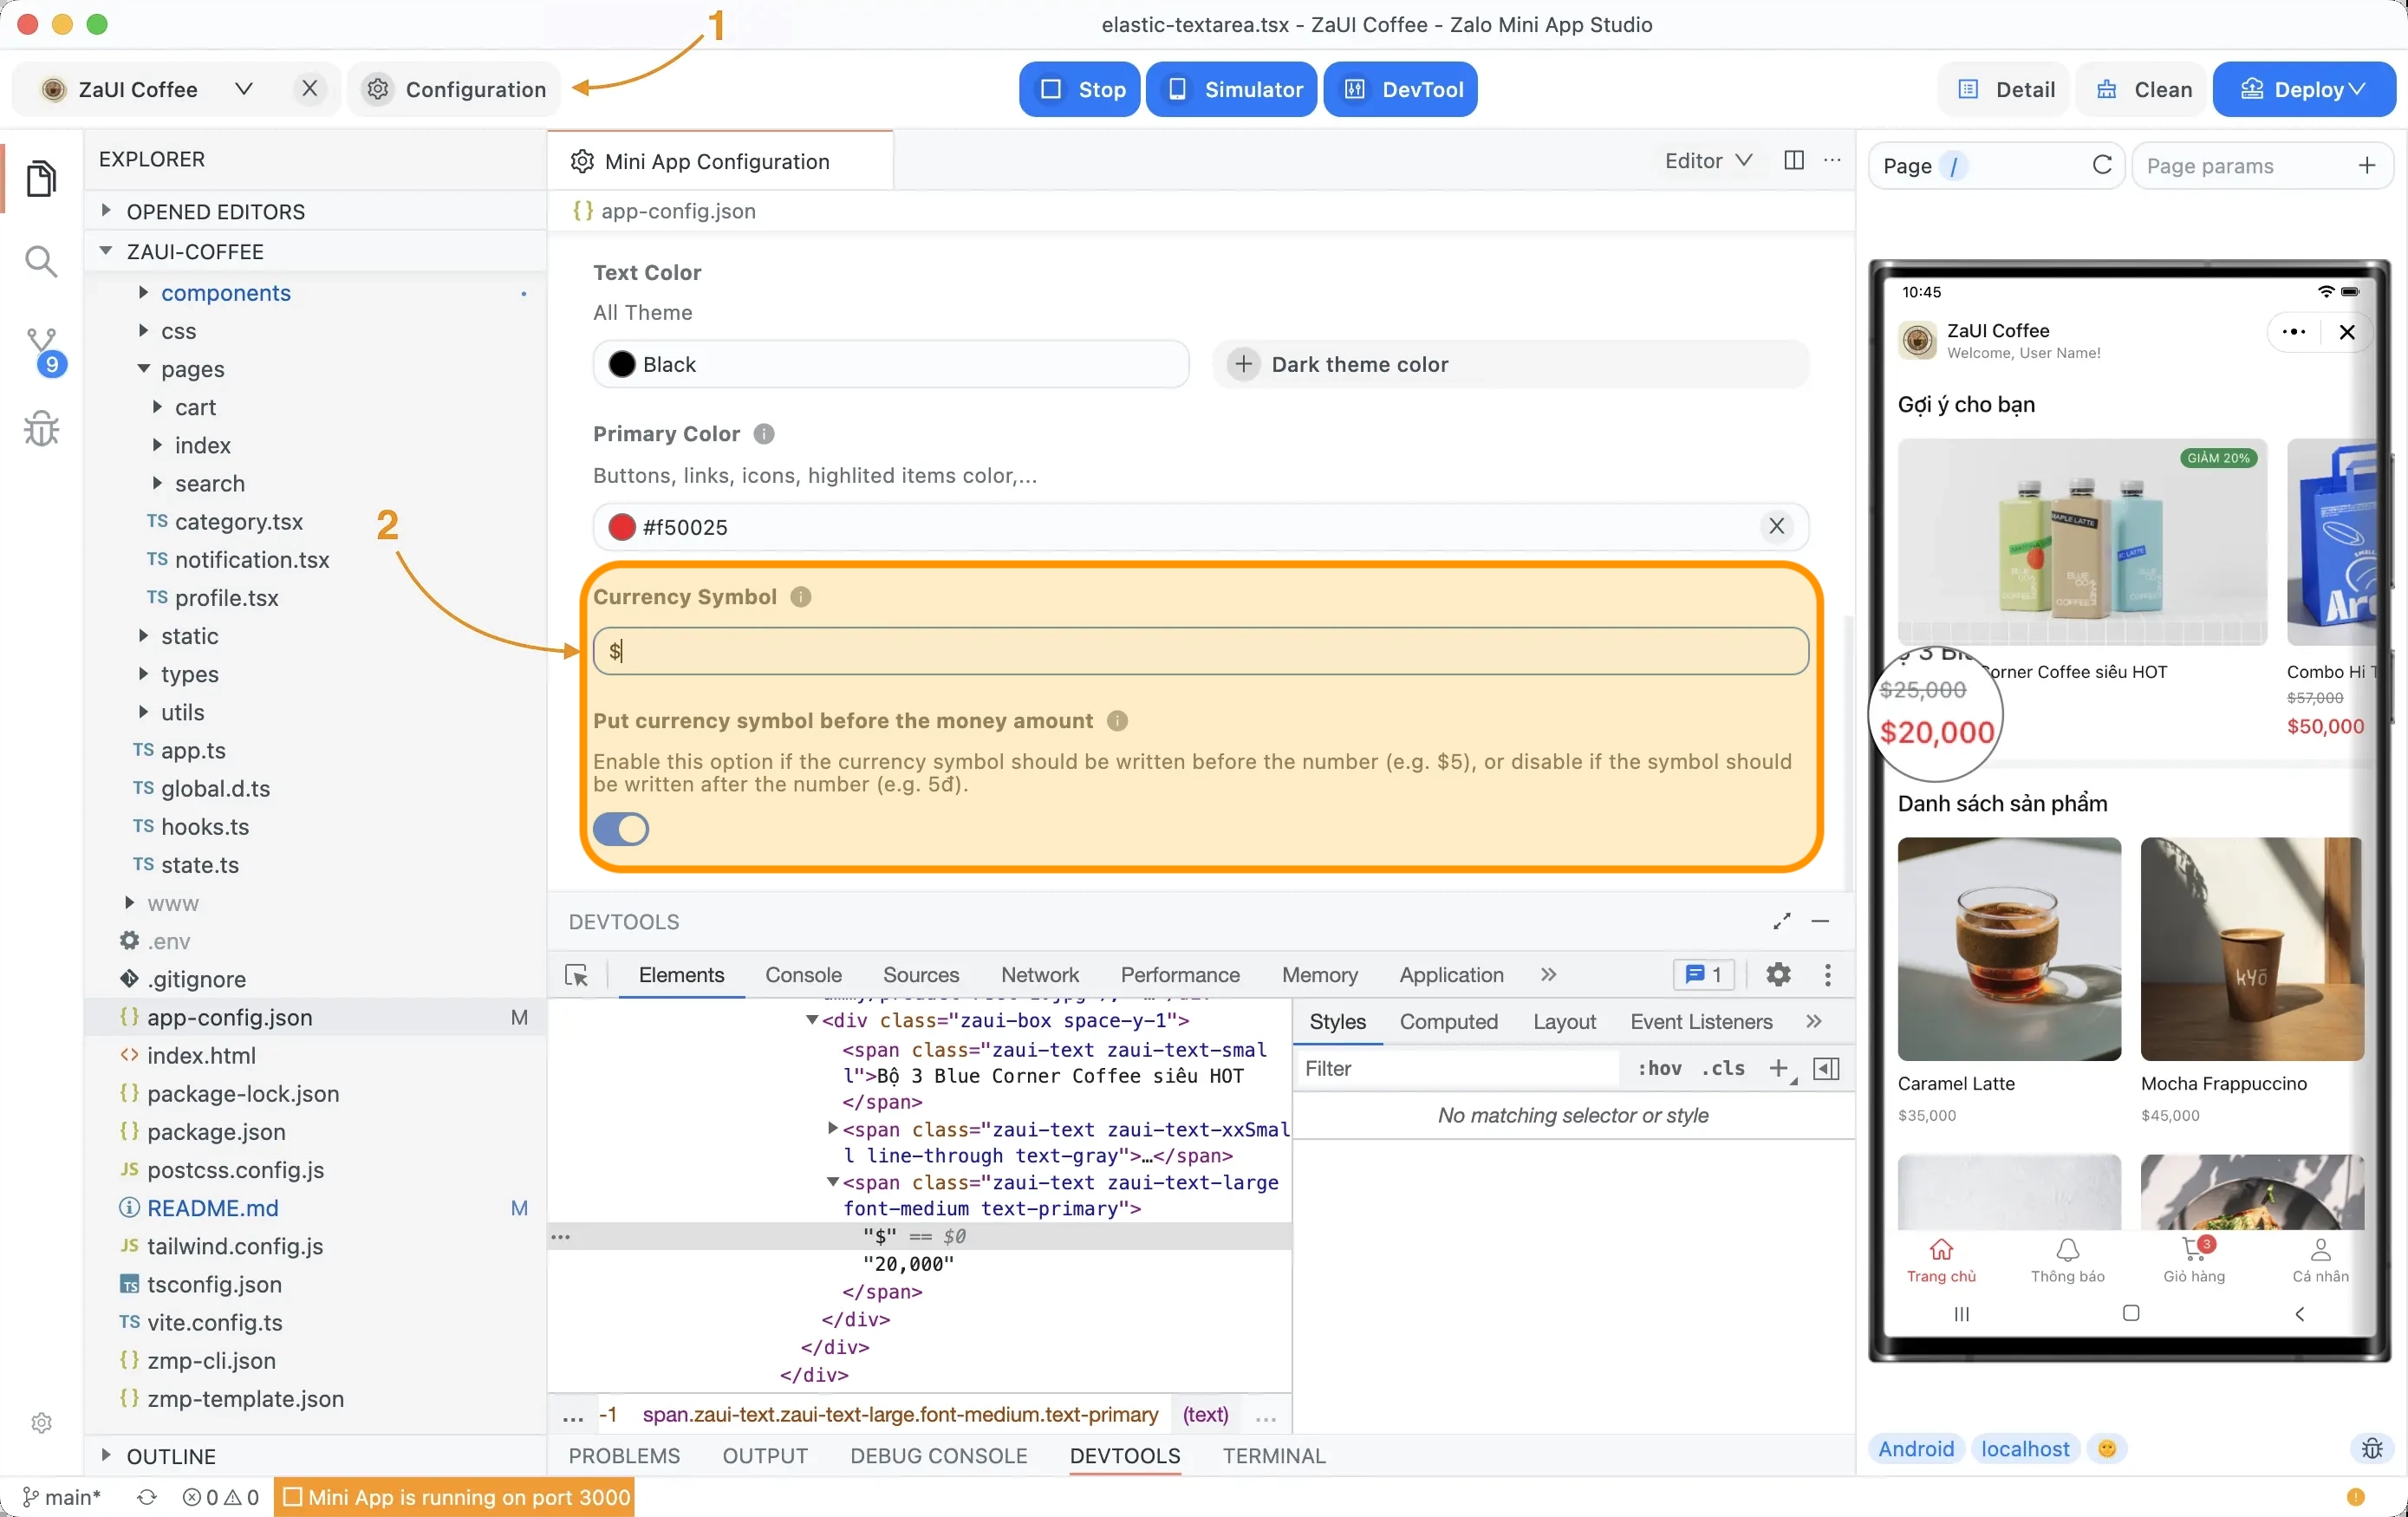 1
elastic-textarea.tsx - ZaUI Coffee - Zalo Mini App Studio
ZaUI Coffee
Configuration
Stop
Simulator
DevTool
Detail
Clean
Deploy
EXPLORER
OPENED EDITORS
ZAUI-COFFEE
components
css
pages
cart
index
search
TS category.tsx
TS notification.tsx
TS profile.tsx
static
types
utils
TS app.ts
TS global.d.ts
TS hooks.ts
TS state.ts
www
.env
.gitignore
{} app-config.json M
<> index.html
{} package-lock.json
{} package.json
JS postcss.config.js
README.md M
JS tailwind.config.js
TS tsconfig.json
TS vite.config.ts
{} zmp-cli.json
{} zmp-template.json
OUTLINE
9
2
Mini App Configuration
Editor
{} app-config.json
Text Color
All Theme
Black
+ Dark theme color
Primary Color
Buttons, links, icons, highlited items color,...
#f50025
Currency Symbol
$
Put currency symbol before the money amount
Enable this option if the currency symbol should be written before the number (e.g. $5), or disable if the symbol should
be written after the number (e.g. 5đ).
DEVTOOLS
Elements Console Sources Network Performance Memory Application » 1
<div class="zaui-box space-y-1">
<span class="zaui-text zaui-text-smal
l">Bộ 3 Blue Corner Coffee siêu HOT
</span>
<span class="zaui-text zaui-text-xxSmal
l line-through text-gray">…</span>
<span class="zaui-text zaui-text-large
font-medium text-primary">
"$" == $0
"20,000"
</span>
</div>
</div>
</div>
... -1 span.zaui-text.zaui-text-large.font-medium.text-primary (text) ...
Styles Computed Layout Event Listeners »
Filter :hov .cls +
No matching selector or style
PROBLEMS OUTPUT DEBUG CONSOLE DEVTOOLS TERMINAL
Page /
Page params +
10:45
ZaUI Coffee
Welcome, User Name!
Gợi ý cho bạn
GIẢM 20%
MAPLE LATTE
orner Coffee siêu HOT
$25,000
$20,000
Combo Hi T
$57,000
$50,000
Danh sách sản phẩm
kyō
Caramel Latte
$35,000
Mocha Frappuccino
$45,000
3
Trang chủ
Thông báo
Giỏ hàng
Cá nhân
Android localhost
main* 0 0 Mini App is running on port 3000